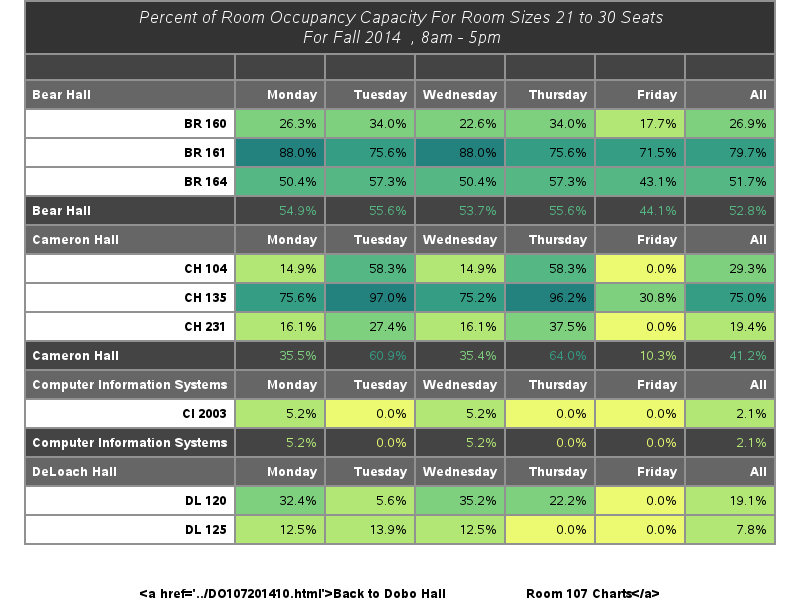 Percent of Room Occupancy Capacity For Room Sizes 21 to 30 Seats
For Fall 2014 , 8am - 5pm
Bear Hall Monday Tuesday Wednesday Thursday Friday All
BR 160 26.3% 34.0% 22.6% 34.0% 17.7% 26.9%
BR 161 88.0% 75.6% 88.0% 75.6% 71.5% 79.7%
BR 164 50.4% 57.3% 50.4% 57.3% 43.1% 51.7%
Bear Hall 54.9% 55.6% 53.7% 55.6% 44.1% 52.8%
Cameron Hall Monday Tuesday Wednesday Thursday Friday All
CH 104 14.9% 58.3% 14.9% 58.3% 0.0% 29.3%
CH 135 75.6% 97.0% 75.2% 96.2% 30.8% 75.0%
CH 231 16.1% 27.4% 16.1% 37.5% 0.0% 19.4%
Cameron Hall 35.5% 60.9% 35.4% 64.0% 10.3% 41.2%
Computer Information Systems Monday Tuesday Wednesday Thursday Friday All
CI 2003 5.2% 0.0% 5.2% 0.0% 0.0% 2.1%
Computer Information Systems 5.2% 0.0% 5.2% 0.0% 0.0% 2.1%
DeLoach Hall Monday Tuesday Wednesday Thursday Friday All
DL 120 32.4% 5.6% 35.2% 22.2% 0.0% 19.1%
DL 125 12.5% 13.9% 12.5% 0.0% 0.0% 7.8%
<a href='../DO107201410.html'>Back to Dobo Hall Room 107 Charts</a>